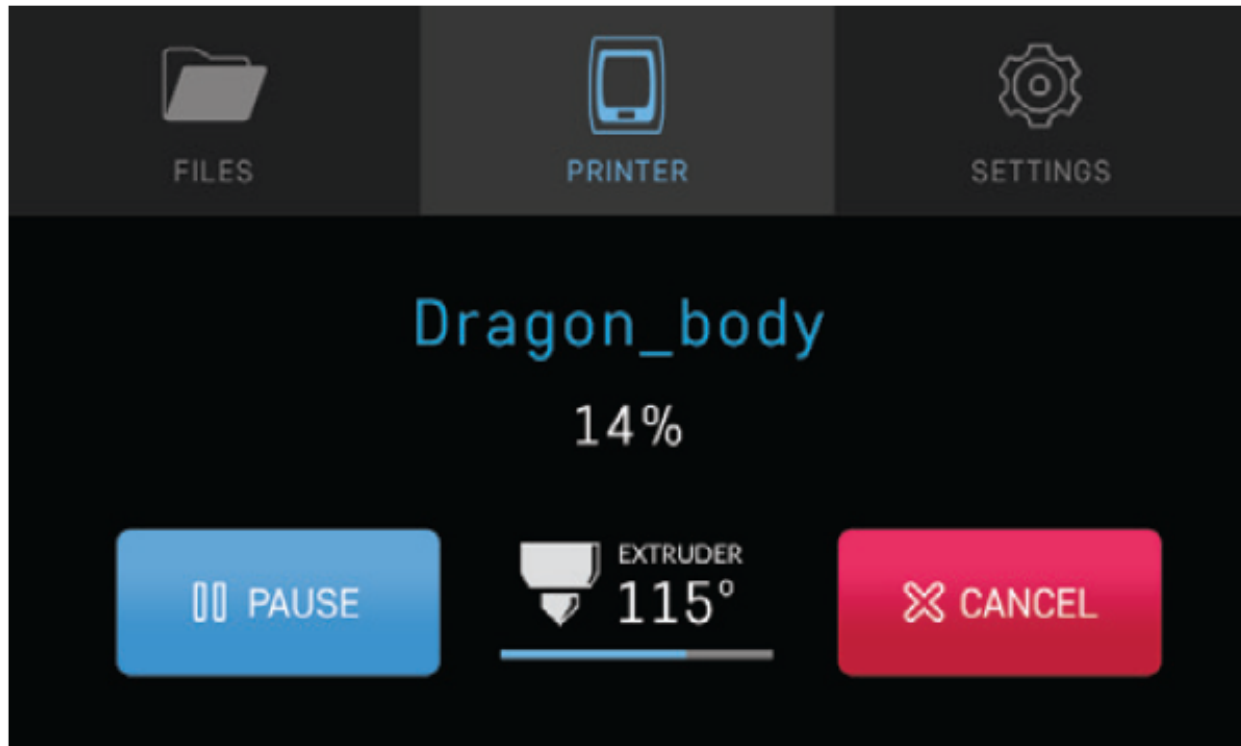 FILES
PRINTER
SETTINGS
Dragon_body
14%
PAUSE
EXTRUDER
115°
CANCEL